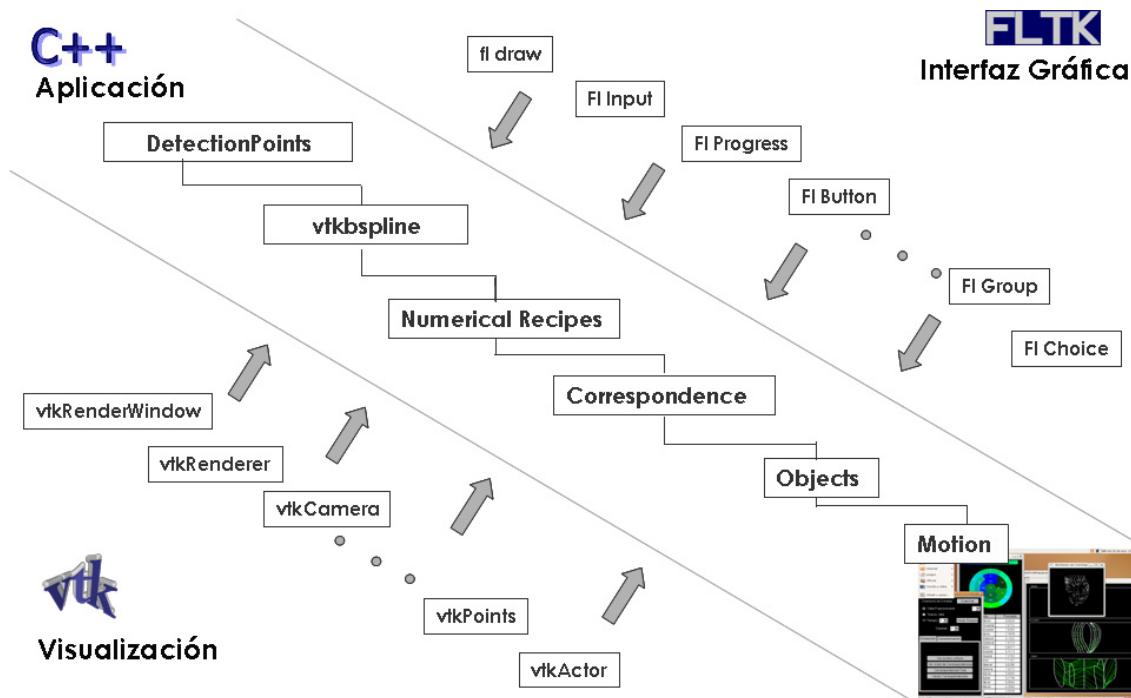 C++
Aplicación
FLTK
Interfaz Gráfica
fl draw
Fl Input
Fl Progress
Fl Button
Fl Group
Fl Choice
DetectionPoints
vtkbspline
Numerical Recipes
Correspondence
Objects
Motion
vtkRenderWindow
vtkRenderer
vtkCamera
vtkPoints
vtkActor
vtk
Visualización